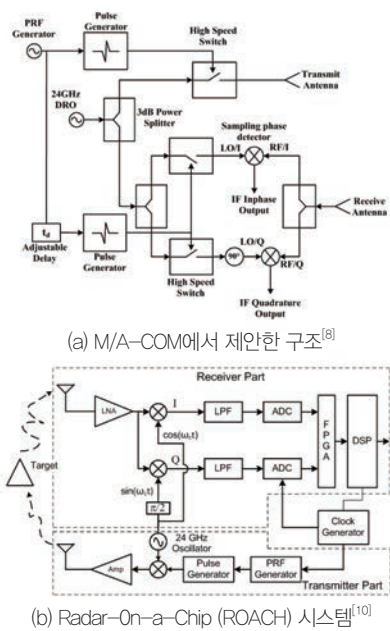 PRF
Generator
Pulse
Generator
High Speed
Switch
Transmit
Antenna
24GHz
DRO
3dB Power
Splitter
Sampling phase
detector
LO/I
RF/I
IF Inphase
Output
Receive
Antenna
td
Adjustable
Delay
Pulse
Generator
High Speed
Switch
90°
LO/Q
RF/Q
IF Quadrature
Output
(a) M/A-COM에서 제안한 구조[8]
Receiver Part
LNA
I
LPF
ADC
FPGA
DSP
cos(ω₀t)
Target
Q
LPF
ADC
sin(ω₀t)
π/2
24 GHz
Oscillator
Clock
Generator
Amp
Pulse
Generator
PRF
Generator
Transmitter Part
(b) Radar-0n-a-Chip (ROACH) 시스템[10]